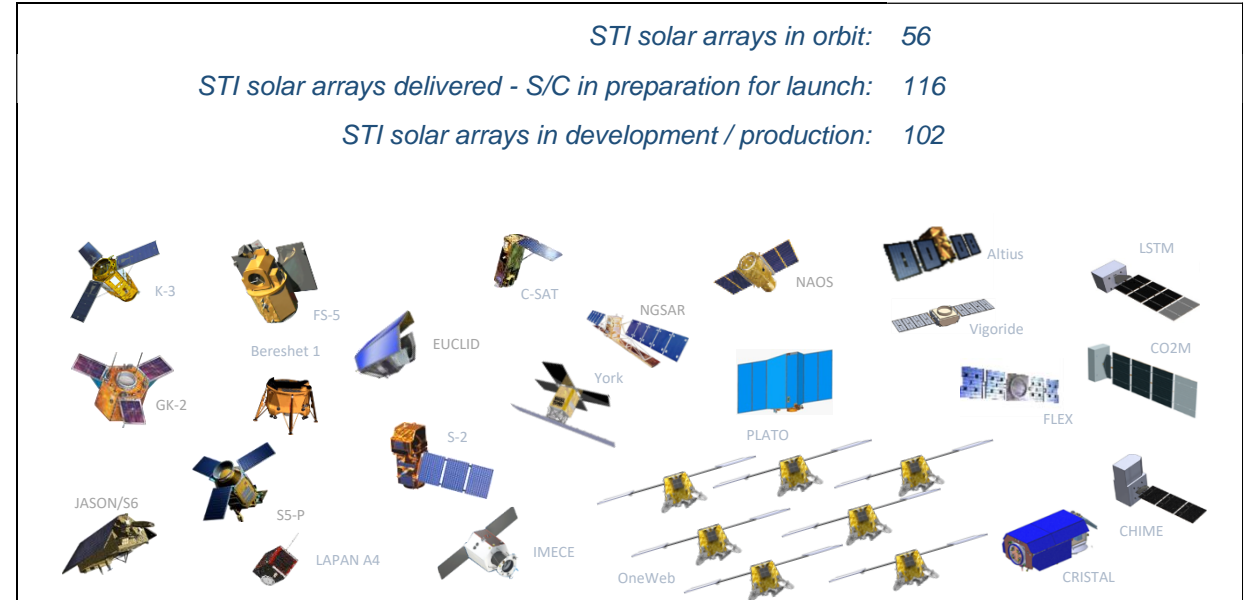 STI solar arrays in orbit: 56
STI solar arrays delivered - S/C in preparation for launch: 116
STI solar arrays in development / production: 102
K-3
FS-5
C-SAT
NAOS
Altius
LSTM
Bereshet 1
EUCLID
NGSAR
Vigoride
CO2M
GK-2
York
PLATO
FLEX
S-2
JASON/S6
S5-P
LAPAN A4
IMECE
OneWeb
CHIME
CRISTAL